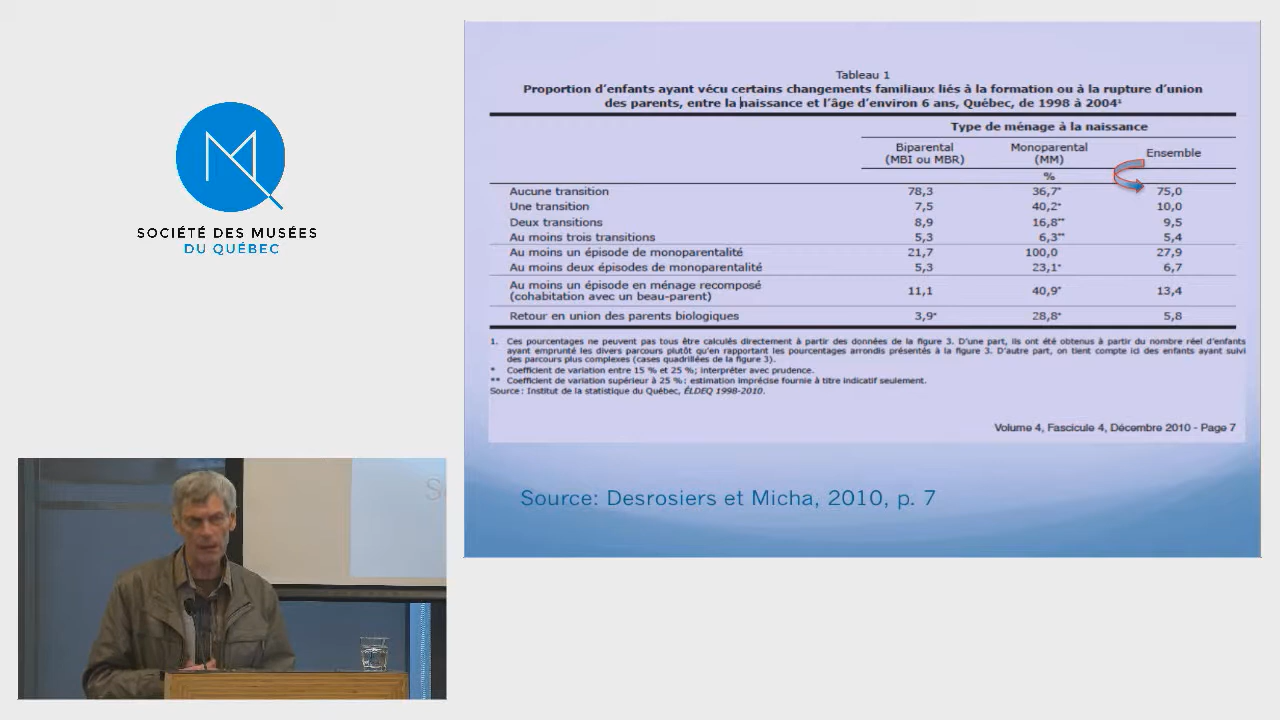 SOCIÉTÉ DES MUSÉES
DU QUÉBEC
Tableau 1
Proportion d'enfants ayant vécu certains changements familiaux liés à la formation ou à la rupture d'union
des parents, entre la naissance et l'âge d'environ 6 ans, Québec, de 1998 à 2004¹
Type de ménage à la naissance
Biparental (MBI ou MBR) Monoparental (MM) Ensemble
%
Aucune transition 78,3 36,7* 75,0
Une transition 7,5 40,2* 10,0
Deux transitions 8,9 16,8** 9,5
Au moins trois transitions 5,3 6,3** 5,4
Au moins un épisode de monoparentalité 21,7 100,0 27,9
Au moins deux épisodes de monoparentalité 5,3 23,1* 6,7
Au moins un épisode en ménage recomposé
(cohabitation avec un beau-parent) 11,1 40,9* 13,4
Retour en union des parents biologiques 3,9* 28,8* 5,8
1. Ces pourcentages ne peuvent pas tous être calculés directement à partir des données de la figure 3. D'une part, ils ont été obtenus à partir du nombre réel d'enfants
ayant emprunté les divers parcours plutôt qu'en rapportant les pourcentages arrondis présentés à la figure 3. D'autre part, on tient compte ici des enfants ayant suivi
des parcours plus complexes (cases quadrillées de la figure 3).
* Coefficient de variation entre 15 % et 25 % ; interpréter avec prudence.
** Coefficient de variation supérieur à 25 % ; estimation imprécise fournie à titre indicatif seulement.
Source : Institut de la statistique du Québec, ÉLDEQ 1998-2010.
Volume 4, Fascicule 4, Décembre 2010 - Page 7
Source: Desrosiers et Micha, 2010, p. 7
S